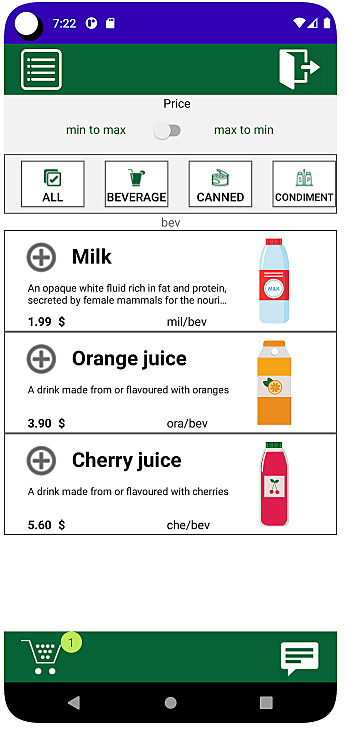 7:22
Price
min to max
max to min
ALL
BEVERAGE
CANNED
CONDIMENT
bev
Milk
An opaque white fluid rich in fat and protein,
secreted by female mammals for the nouri...
1.99 $
mil/bev
MILK
Orange juice
A drink made from or flavoured with oranges
3.90 $
ora/bev
Cherry juice
A drink made from or flavoured with cherries
5.60 $
che/bev
1